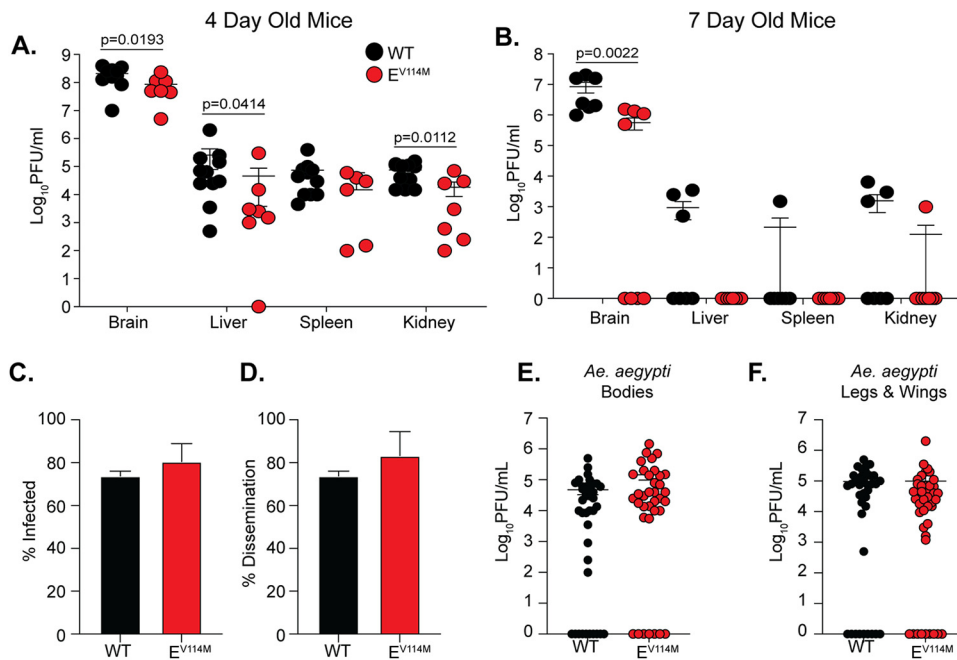 4 Day Old Mice
A.
WT
E^V114M
p=0.0193
p=0.0414
p=0.0112
Log10PFU/ml
9
8
7
6
5
4
3
2
1
0
Brain
Liver
Spleen
Kidney
7 Day Old Mice
B.
p=0.0022
Log10PFU/ml
8
7
6
5
4
3
2
1
0
Brain
Liver
Spleen
Kidney
C.
% Infected
100
80
60
40
20
0
WT
E^V114M
D.
% Dissemination
100
80
60
40
20
0
WT
E^V114M
E.
Ae. aegypti
Bodies
Log10PFU/mL
7
6
5
4
3
2
1
0
WT
E^V114M
F.
Ae. aegypti
Legs & Wings
Log10PFU/mL
7
6
5
4
3
2
1
0
WT
E^V114M